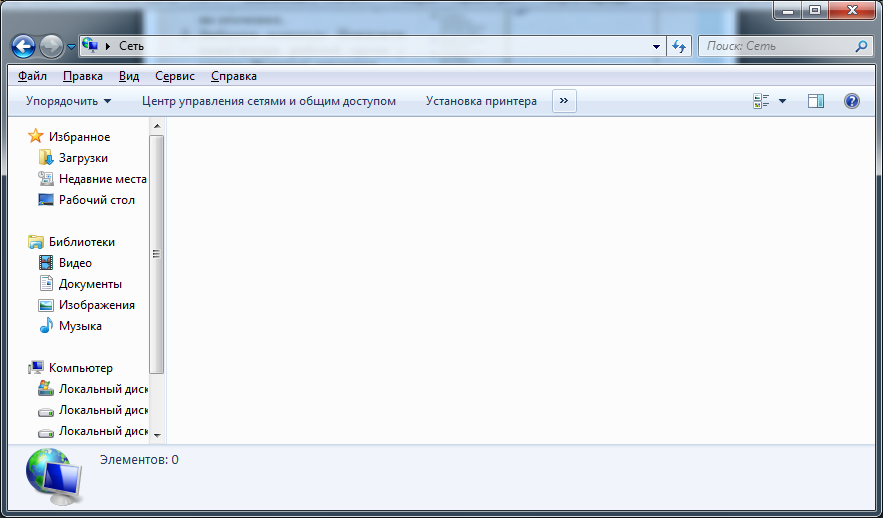 Сеть
Поиск: Сеть
Файл Правка Вид Сервис Справка
Упорядочить Центр управления сетями и общим доступом Установка принтера »
Избранное
Загрузки
Недавние места
Рабочий стол
Библиотеки
Видео
Документы
Изображения
Музыка
Компьютер
Локальный диск
Локальный диск
Локальный диск
Элементов: 0